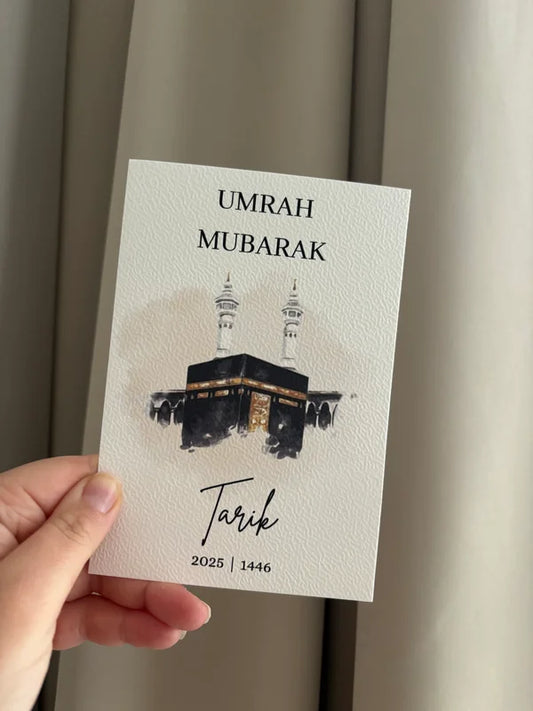 UMRAH
MUBARAK
Tarik
2025 | 1446